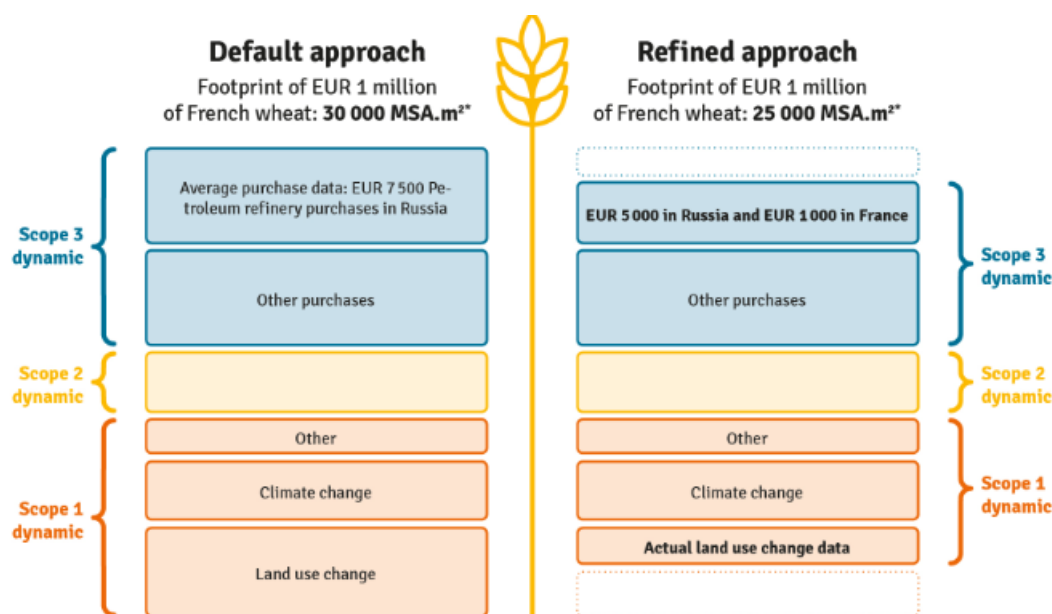 Default approach
Footprint of EUR 1 million
of French wheat: 30 000 MSA.m²*
Scope 3
dynamic
Average purchase data: EUR 7 500 Pe-
troleum refinery purchases in Russia
Other purchases
Scope 2
dynamic
Scope 1
dynamic
Other
Climate change
Land use change
Refined approach
Footprint of EUR 1 million
of French wheat: 25 000 MSA.m²*
EUR 5 000 in Russia and EUR 1 000 in France
Other purchases
Scope 3
dynamic
Scope 2
dynamic
Other
Climate change
Actual land use change data
Scope 1
dynamic